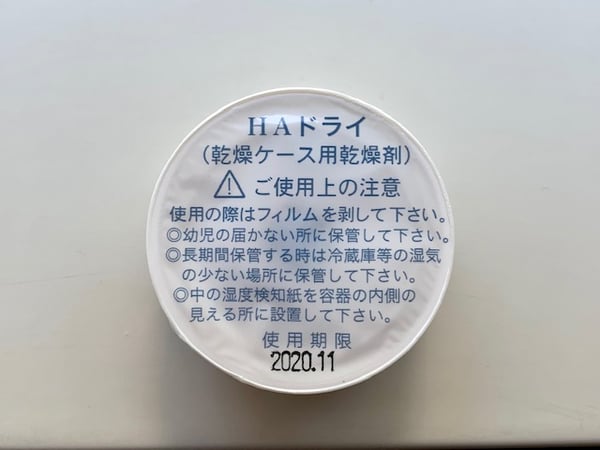 HAドライ
（乾燥ケース用乾燥剤）
ご使用上の注意
使用の際はフィルムを剥して下さい。
◎幼児の届かない所に保管して下さい。
◎長期間保管する時は冷蔵庫等の湿気
の少ない場所に保管して下さい。
◎中の湿度検知紙を容器の内側の
見える所に設置して下さい。
使用期限
2020.11